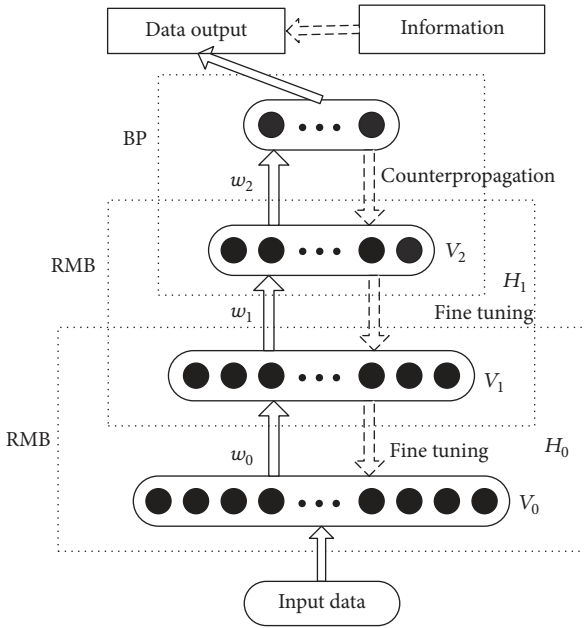 Data output
Information
BP
w2
Counterpropagation
V2
RMB
H1
w1
Fine tuning
V1
RMB
H0
w0
Fine tuning
V0
Input data